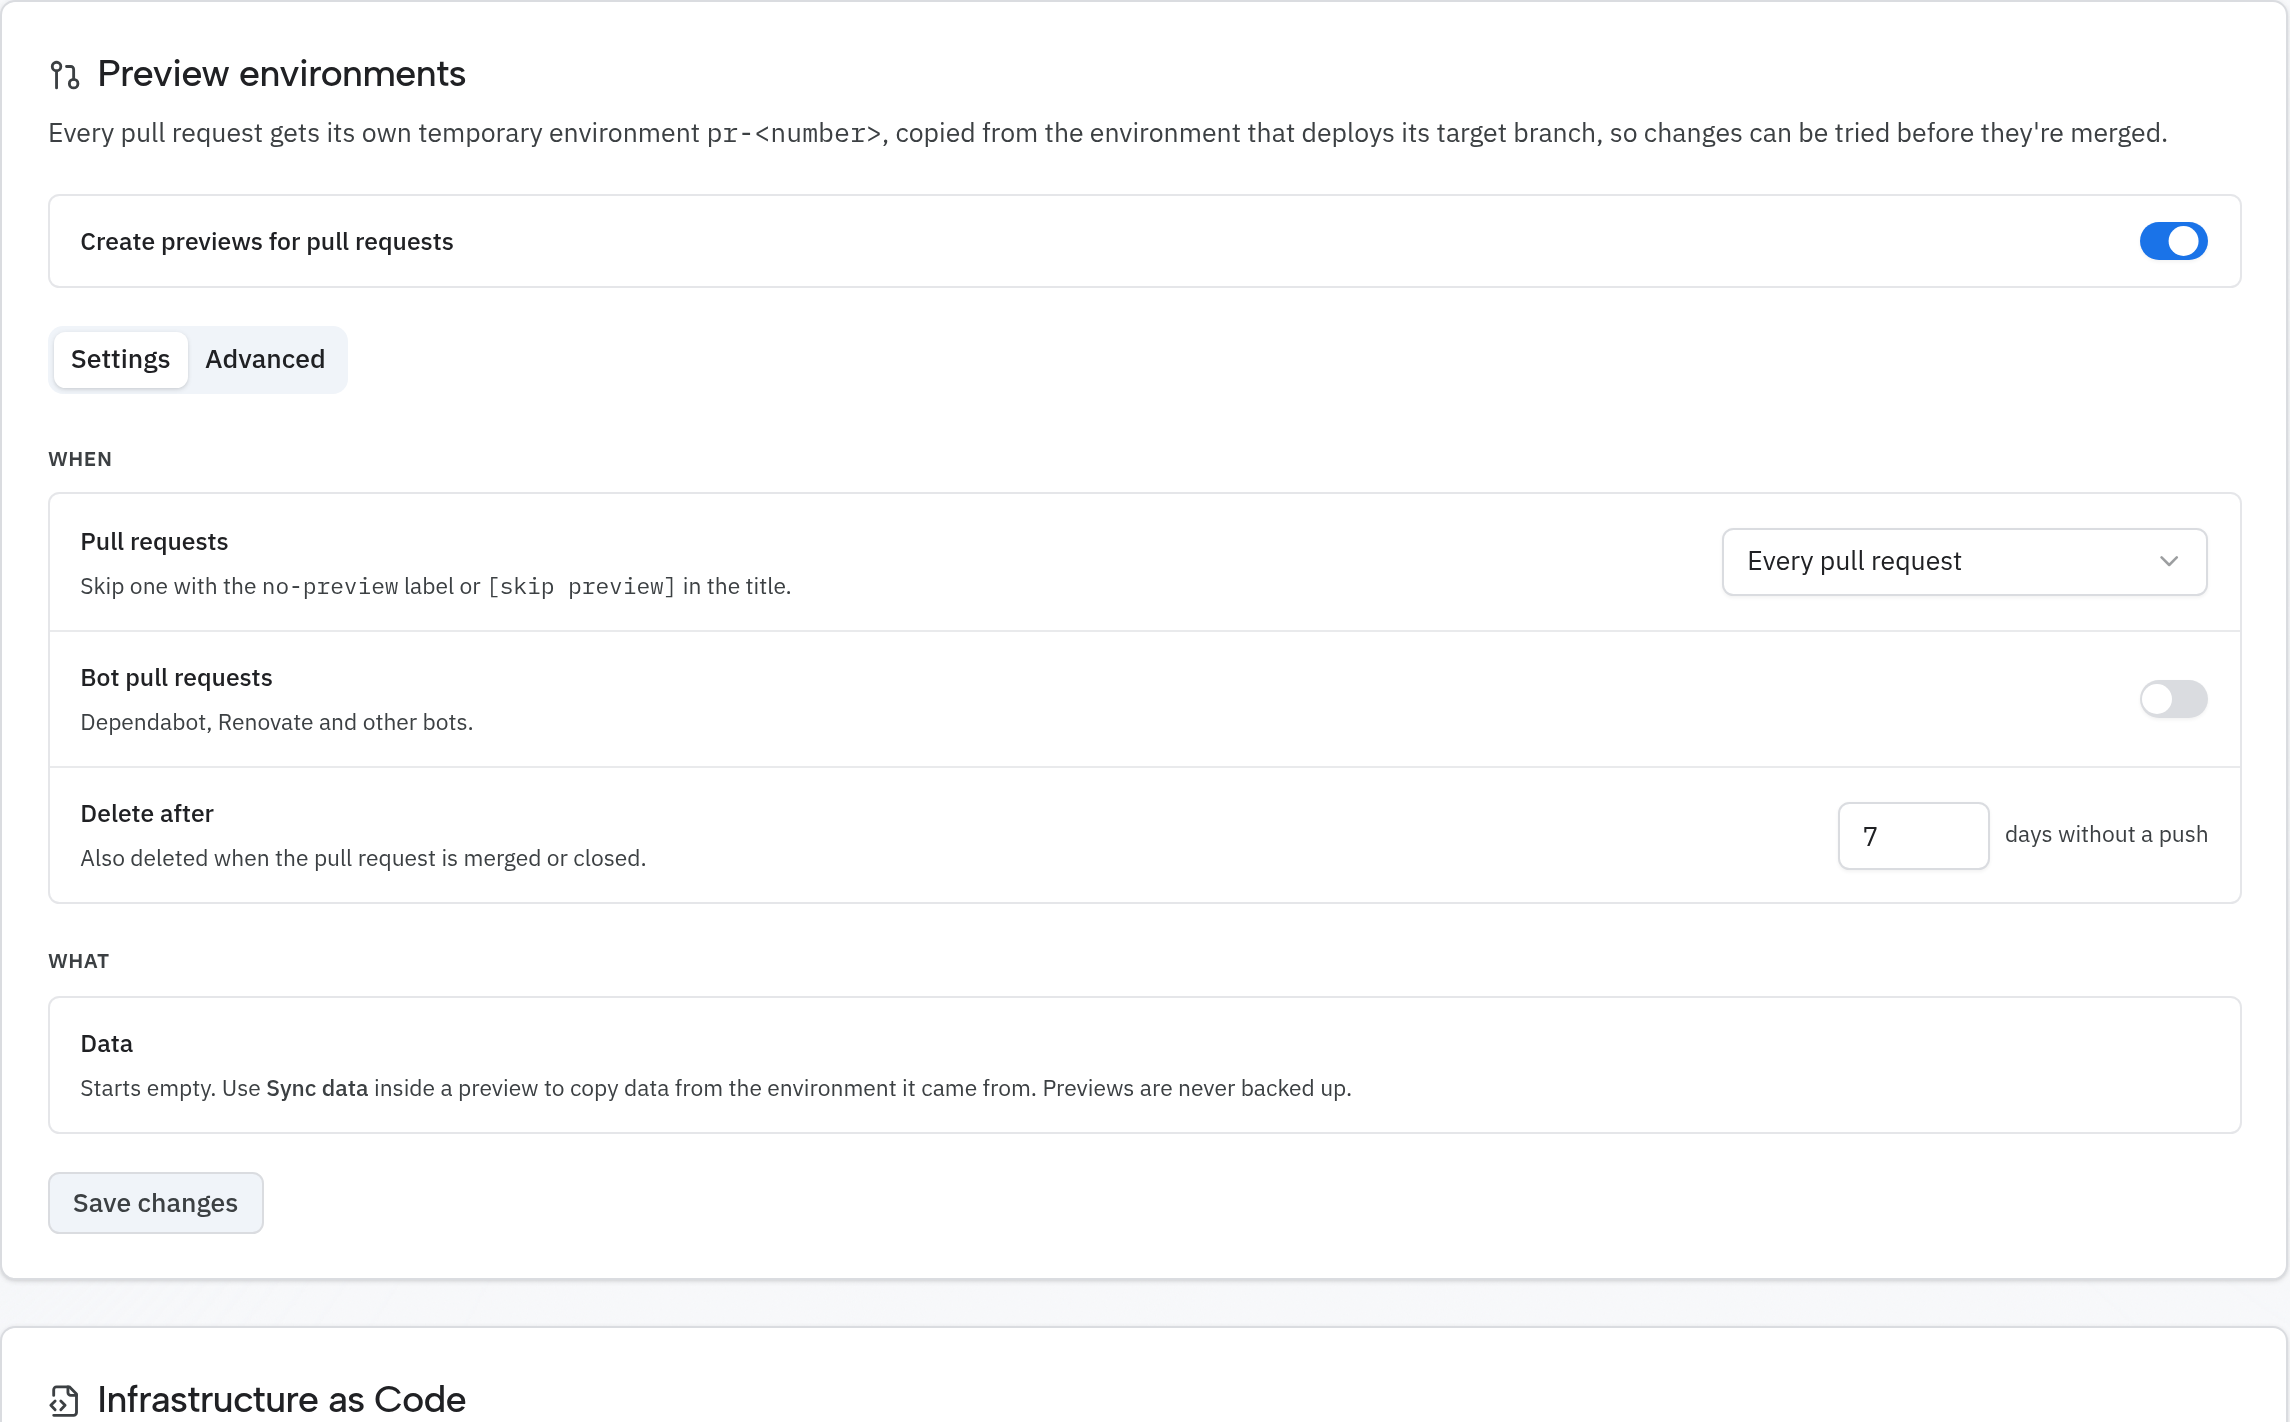 Preview environments
Every pull request gets its own temporary environment pr-<number>, copied from the environment that deploys its target branch, so changes can be tried before they're merged.
Create previews for pull requests
Settings Advanced
WHEN
Pull requests
Skip one with the no-preview label or [skip preview] in the title.
Every pull request
Bot pull requests
Dependabot, Renovate and other bots.
Delete after
Also deleted when the pull request is merged or closed.
7 days without a push
WHAT
Data
Starts empty. Use Sync data inside a preview to copy data from the environment it came from. Previews are never backed up.
Save changes
Infrastructure as Code